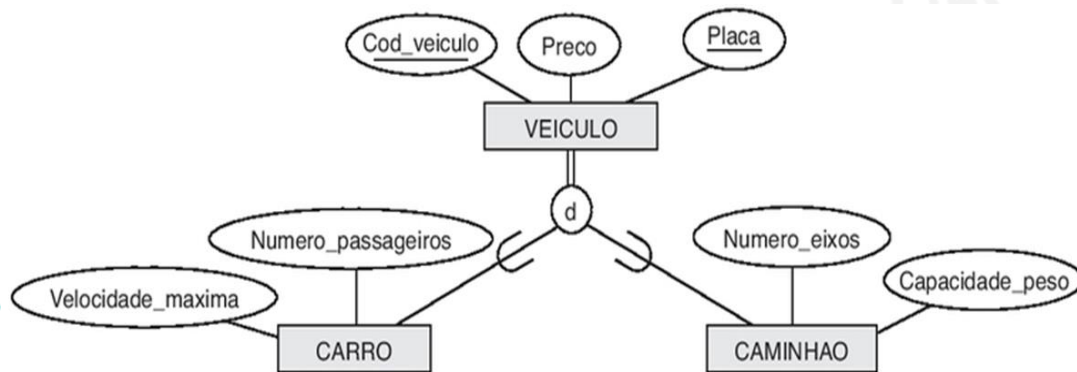 Cod_veiculo Preco Placa
VEICULO
d
Numero_passageiros Numero_eixos
Velocidade_maxima Capacidade_peso
CARRO CAMINHAO